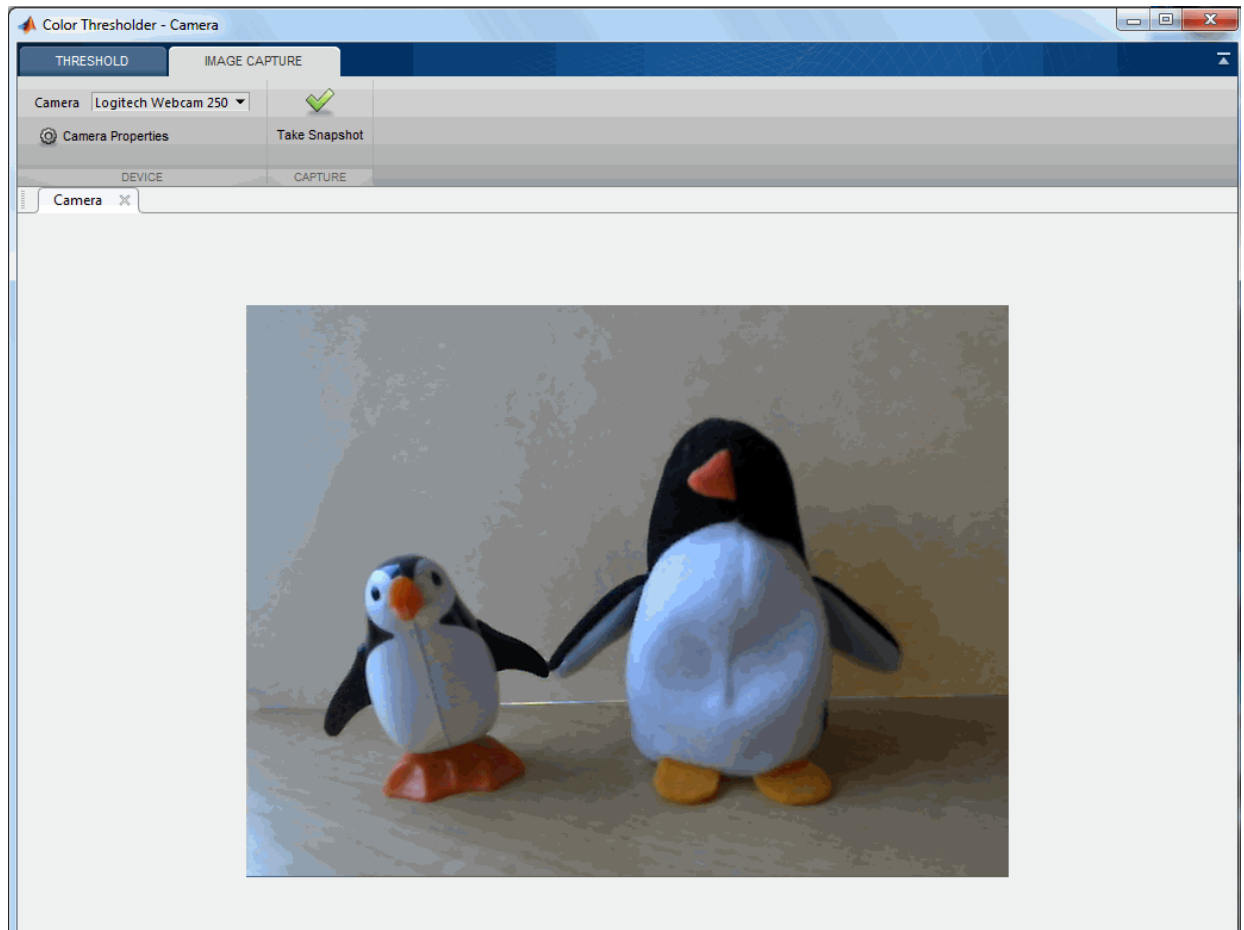 Color Thresholder - Camera
THRESHOLD
IMAGE CAPTURE
Camera
Logitech Webcam 250
Camera Properties
Take Snapshot
DEVICE
CAPTURE
Camera